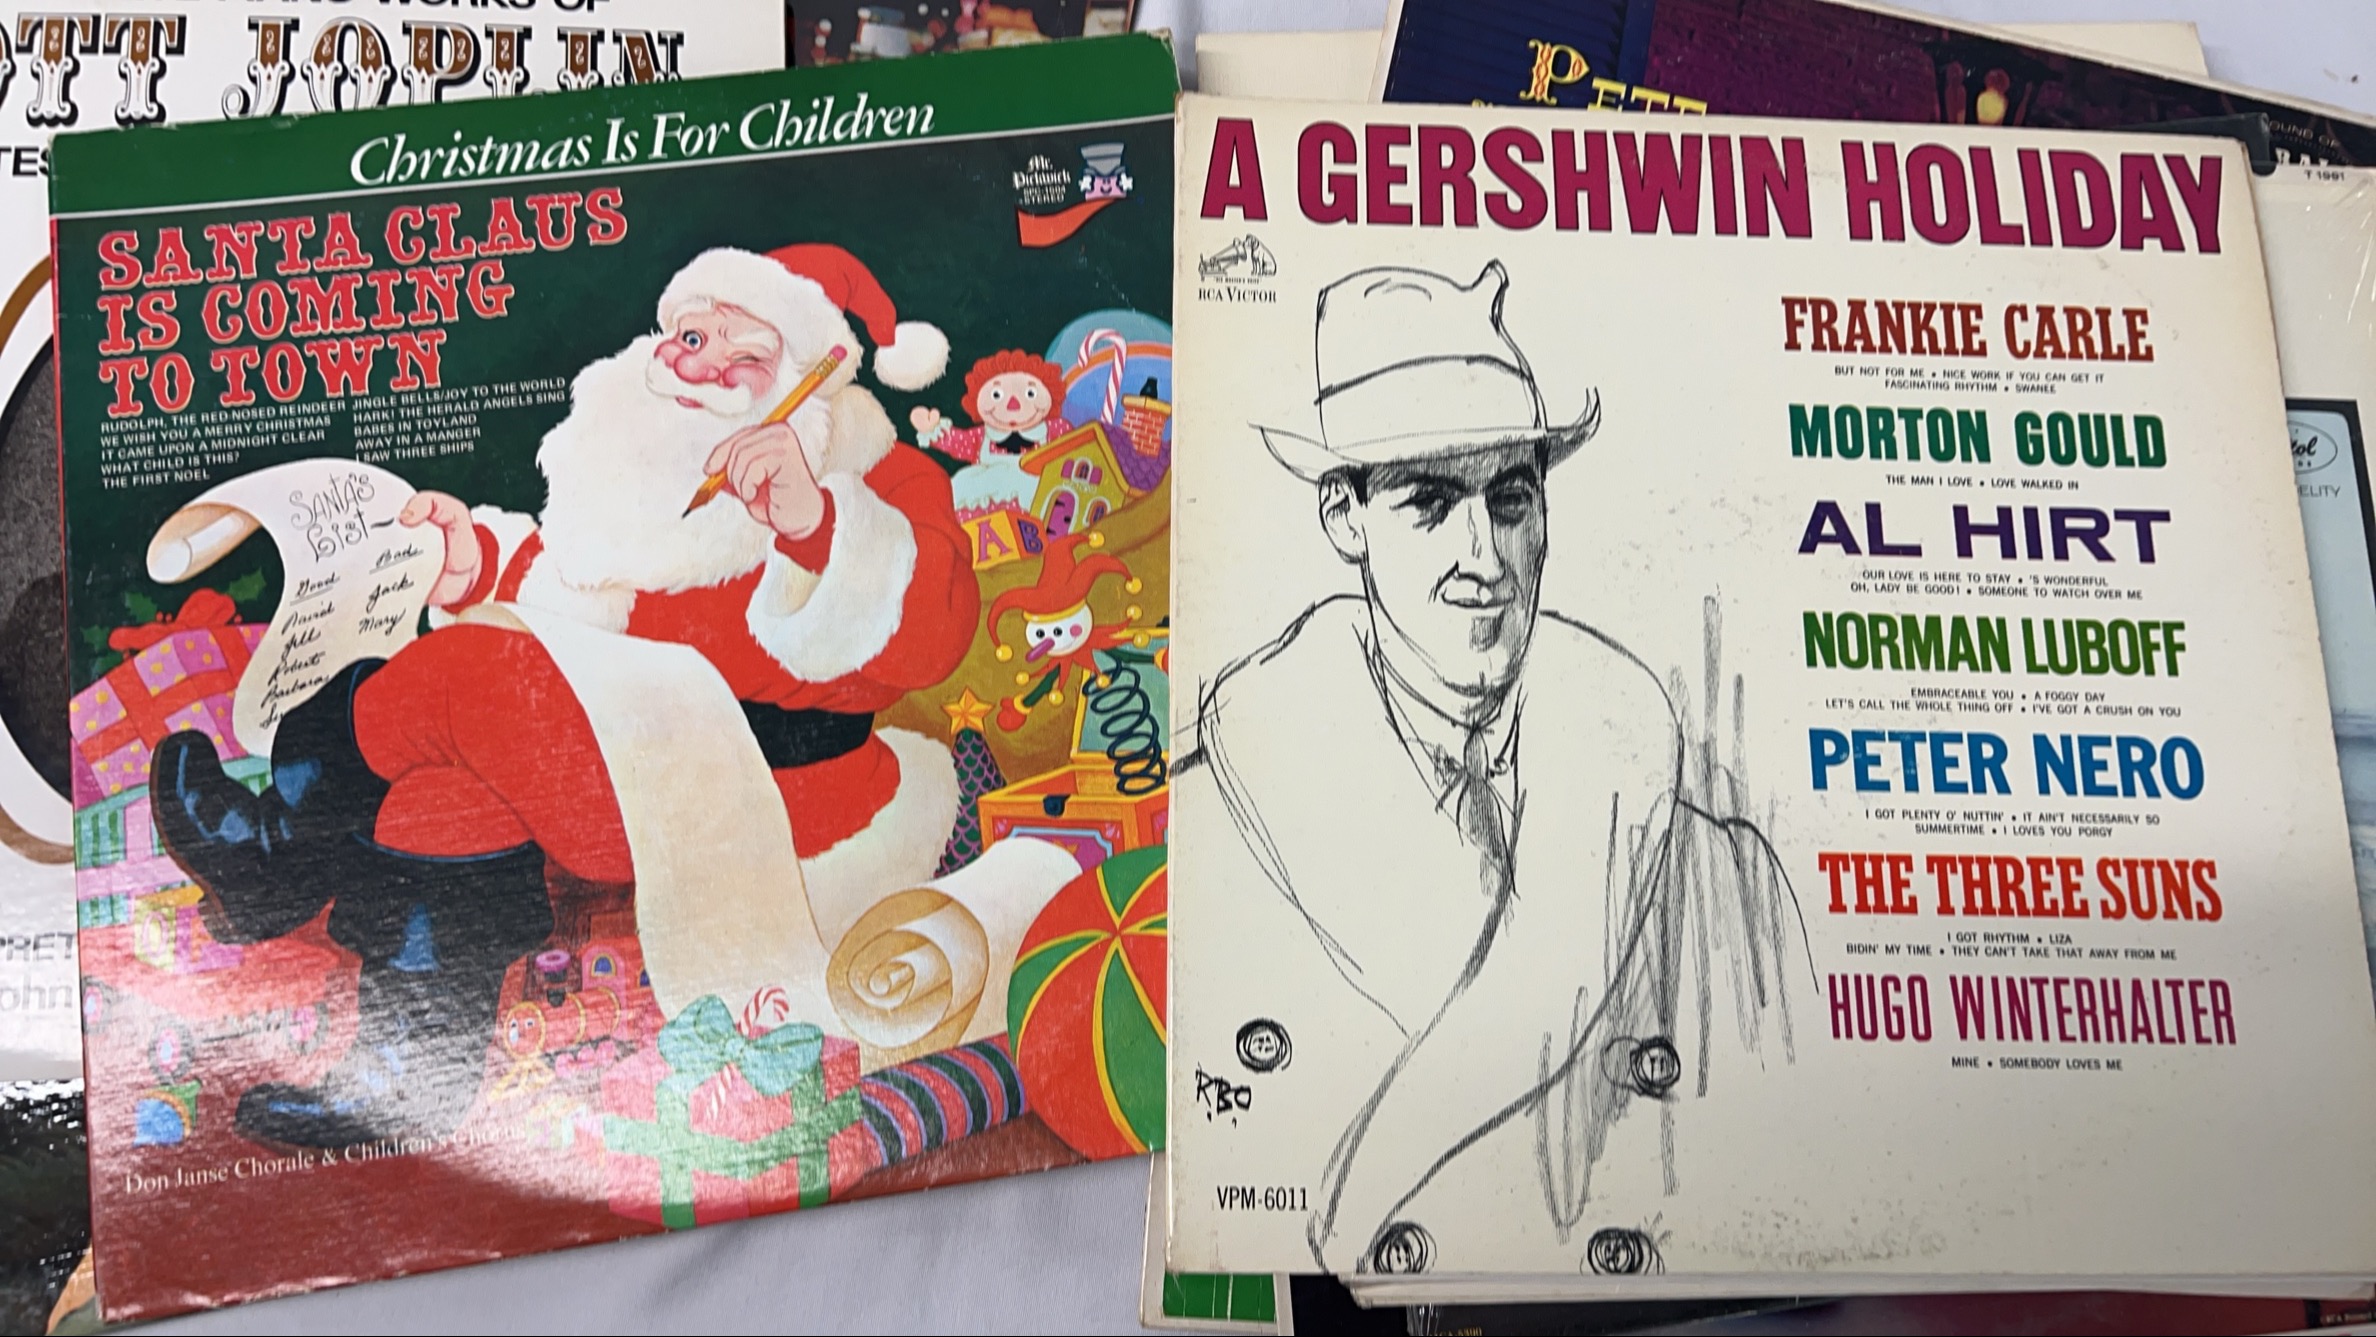 JOPLIN
Christmas Is For Children
Mr.
Pickwick
STEREO
SANTA CLAUS
IS COMING
TO TOWN
RUDOLPH, THE RED NOSED REINDEER
WE WISH YOU A MERRY CHRISTMAS
IT CAME UPON A MIDNIGHT CLEAR
WHAT CHILD IS THIS?
THE FIRST NOEL
JINGLE BELLS/JOY TO THE WORLD
HARK! THE HERALD ANGELS SING
BABES IN TOYLAND
AWAY IN A MANGER
I SAW THREE SHIPS
SANTA'S
LIST
Good
David
Jill
Robert
Barbara
Bad
Jack
Mary
A B
Don Janse Chorale & Children's Chorus
PETE
T 1991
A GERSHWIN HOLIDAY
RCA VICTOR
FRANKIE CARLE
BUT NOT FOR ME • NICE WORK IF YOU CAN GET IT
FASCINATING RHYTHM • SWANEE
MORTON GOULD
THE MAN I LOVE • LOVE WALKED IN
AL HIRT
OUR LOVE IS HERE TO STAY • 'S WONDERFUL
OH, LADY BE GOOD! • SOMEONE TO WATCH OVER ME
NORMAN LUBOFF
EMBRACEABLE YOU • A FOGGY DAY
LET'S CALL THE WHOLE THING OFF • I'VE GOT A CRUSH ON YOU
PETER NERO
I GOT PLENTY O' NUTTIN' • IT AIN'T NECESSARILY SO
SUMMERTIME • I LOVES YOU PORGY
THE THREE SUNS
I GOT RHYTHM • LIZA
BIDIN' MY TIME • THEY CAN'T TAKE THAT AWAY FROM ME
HUGO WINTERHALTER
MINE • SOMEBODY LOVES ME
RBO
VPM-6011